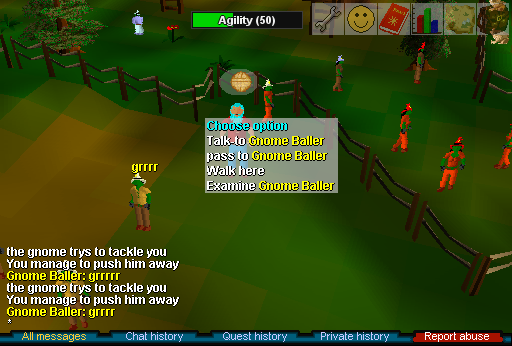 Agility (50)
Choose option
Talk-to Gnome Baller
pass to Gnome Baller
Walk here
Examine Gnome Baller
grrrr
the gnome trys to tackle you
You manage to push him away
Gnome Baller: grrrrr
the gnome trys to tackle you
You manage to push him away
Gnome Baller: grrrr
*
All messages
Chat history
Quest history
Private history
Report abuse